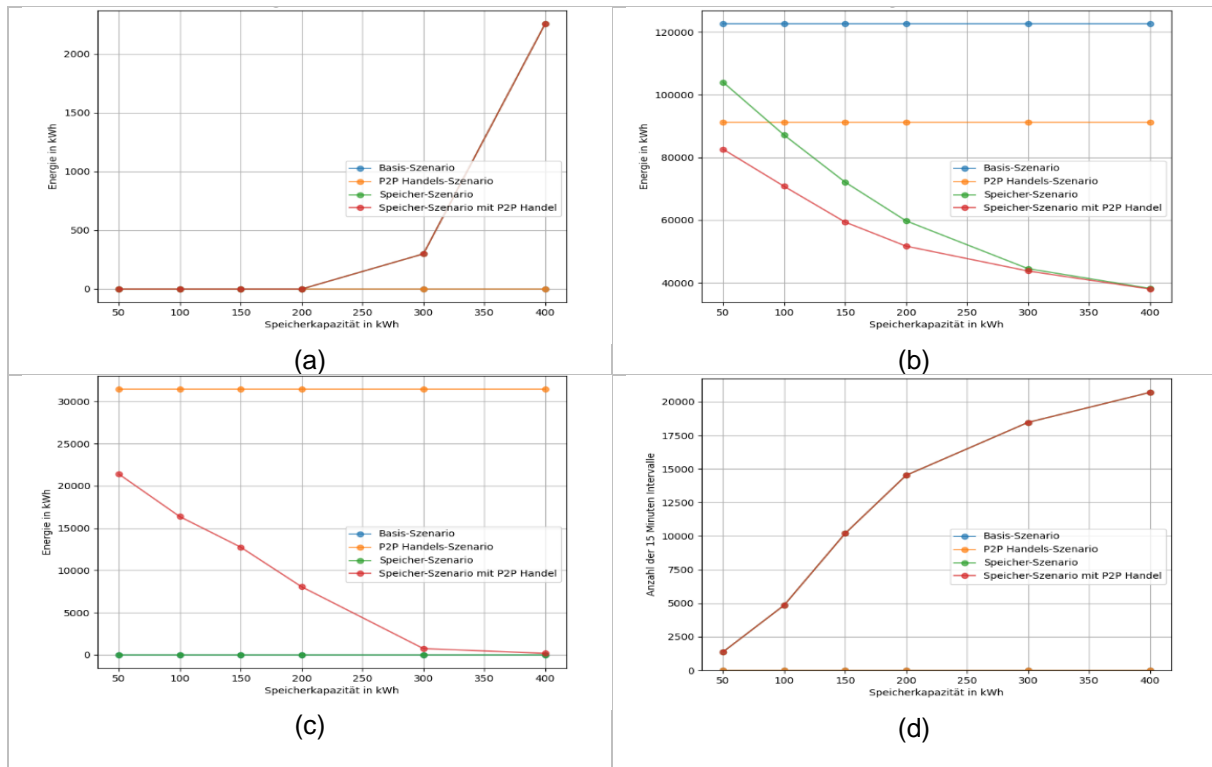 2000
1500
1000
500
0
Energie in kWh
50 100 150 200 250 300 350 400
Speicherkapazität in kWh
Basis-Szenario
P2P Handels-Szenario
Speicher-Szenario
Speicher-Szenario mit P2P Handel
(a)
120000
100000
80000
60000
40000
Energie in kWh
50 100 150 200 250 300 350 400
Speicherkapazität in kWh
Basis-Szenario
P2P Handels-Szenario
Speicher-Szenario
Speicher-Szenario mit P2P Handel
(b)
30000
25000
20000
15000
10000
5000
0
Energie in kWh
50 100 150 200 250 300 350 400
Speicherkapazität in kWh
Basis-Szenario
P2P Handels-Szenario
Speicher-Szenario
Speicher-Szenario mit P2P Handel
(c)
20000
17500
15000
12500
10000
7500
5000
2500
0
Anzahl der 15 Minuten Intervalle
50 100 150 200 250 300 350 400
Speicherkapazität in kWh
Basis-Szenario
P2P Handels-Szenario
Speicher-Szenario
Speicher-Szenario mit P2P Handel
(d)